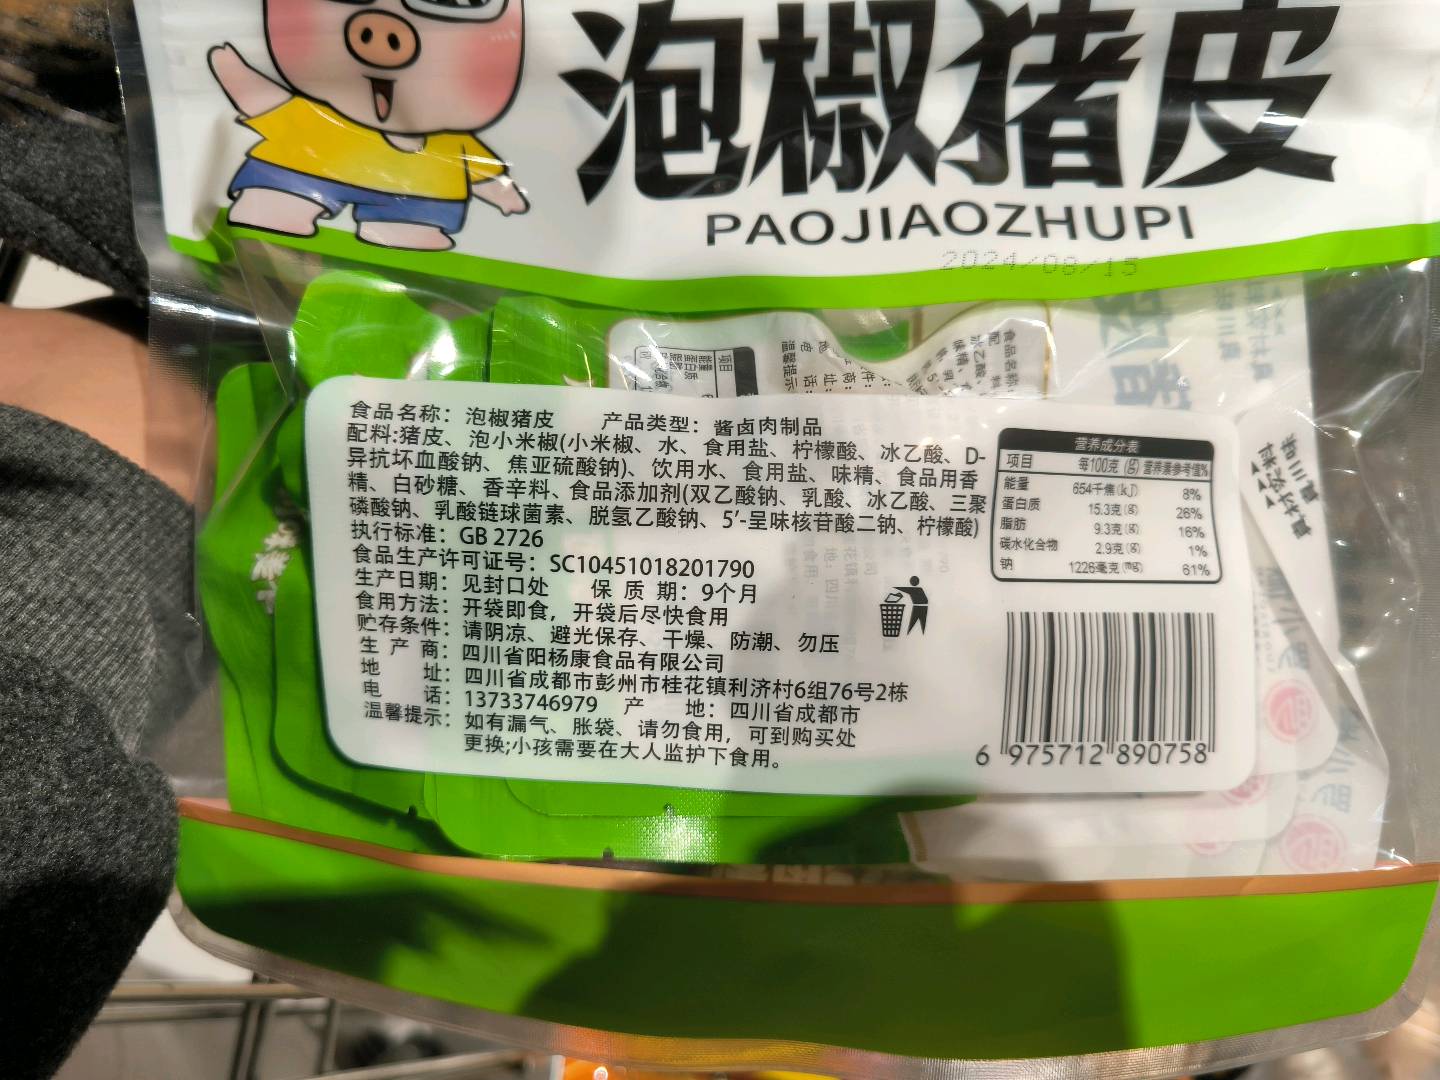 泡椒猪皮
PAOJIAOZHUPI
2024/08/15
食品名称：泡椒猪皮 产品类型：酱卤肉制品
配料:猪皮、泡小米椒(小米椒、水、食用盐、柠檬酸、冰乙酸、D-
异抗坏血酸钠、焦亚硫酸钠)、饮用水、食用盐、味精、食品用香
精、白砂糖、香辛料、食品添加剂(双乙酸钠、乳酸、冰乙酸、三聚
磷酸钠、乳酸链球菌素、脱氢乙酸钠、5′-呈味核苷酸二钠、柠檬酸)
执行标准：GB 2726
食品生产许可证号：SC10451018201790
生产日期：见封口处 保质期：9个月
食用方法：开袋即食，开袋后尽快食用
贮存条件：请阴凉、避光保存、干燥、防潮、勿压
生产商：四川省阳杨康食品有限公司
地址：四川省成都市彭州市桂花镇利济村6组76号2栋
电话：13733746979 产地：四川省成都市
温馨提示：如有漏气、胀袋、请勿食用，可到购买处
更换;小孩需要在大人监护下食用。
营养成分表
项目 每100克(g) 营养素参考值%
能量 654千焦(kJ) 8%
蛋白质 15.3克(g) 26%
脂肪 9.3克(g) 16%
碳水化合物 2.9克(g) 1%
钠 1226毫克(mg) 61%
6 975712 890758